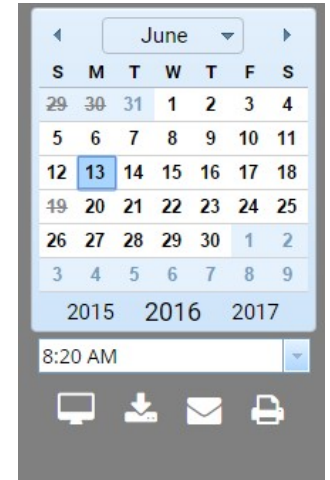 June
S M T W T F S
29 30 31 1 2 3 4
5 6 7 8 9 10 11
12 13 14 15 16 17 18
19 20 21 22 23 24 25
26 27 28 29 30 1 2
3 4 5 6 7 8 9
2015 2016 2017
8:20 AM